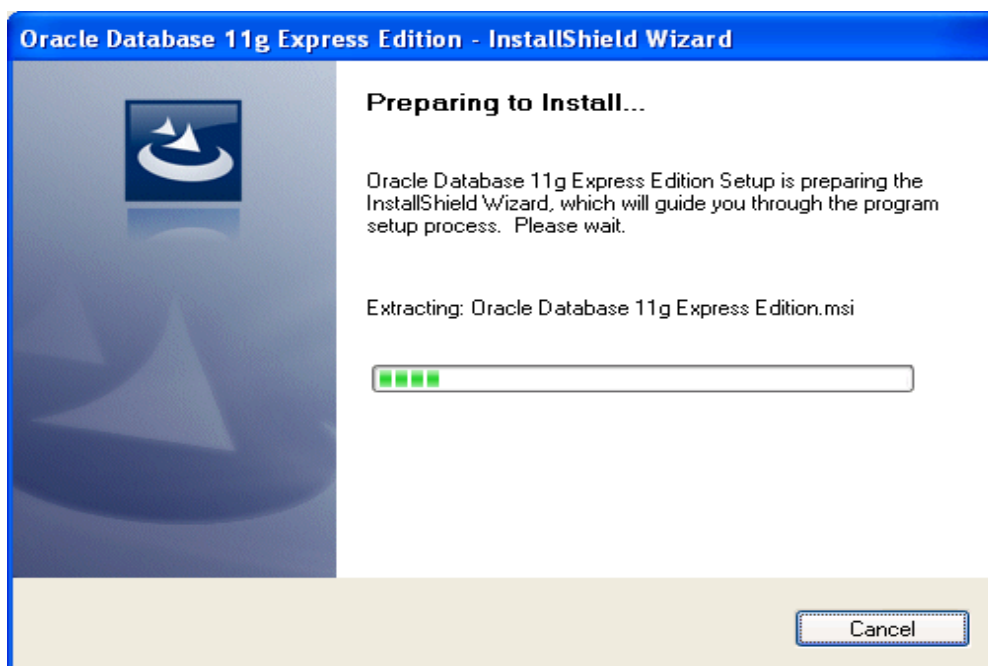 Oracle Database 11g Express Edition - InstallShield Wizard
Preparing to Install...
Oracle Database 11g Express Edition Setup is preparing the
InstallShield Wizard, which will guide you through the program
setup process.  Please wait.
Extracting: Oracle Database 11g Express Edition.msi
Cancel